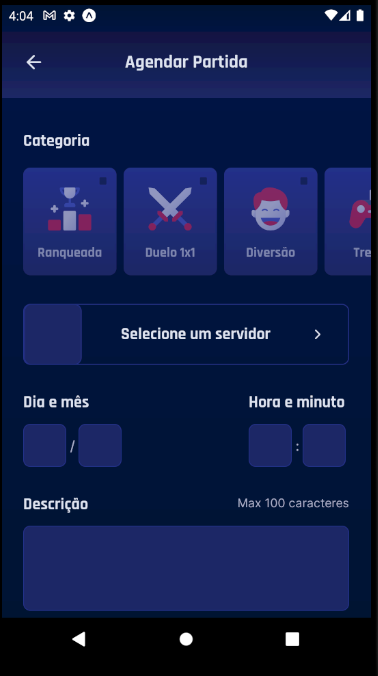 4:04
Agendar Partida
Categoria
Ranqueada
Duelo 1x1
Diversão
Tre
Selecione um servidor
Dia e mês
Hora e minuto
/
:
Descrição
Max 100 caracteres